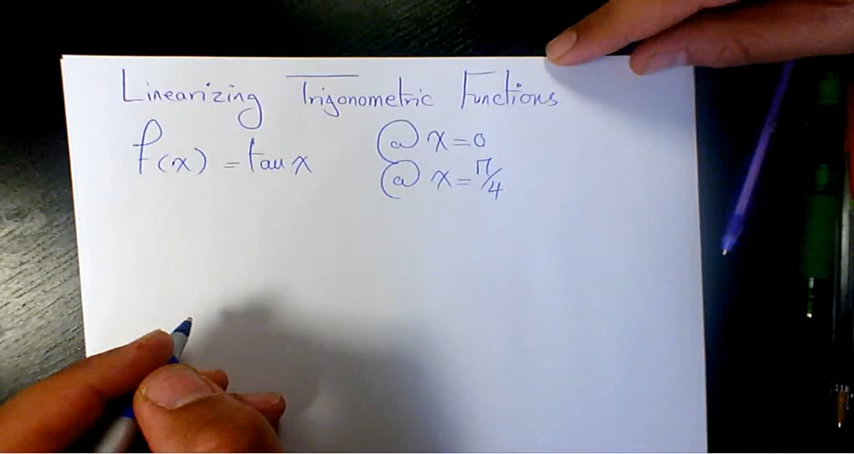 Linearizing Trigonometric Functions
f(x) = tan x @ x=0
@ x=π/4